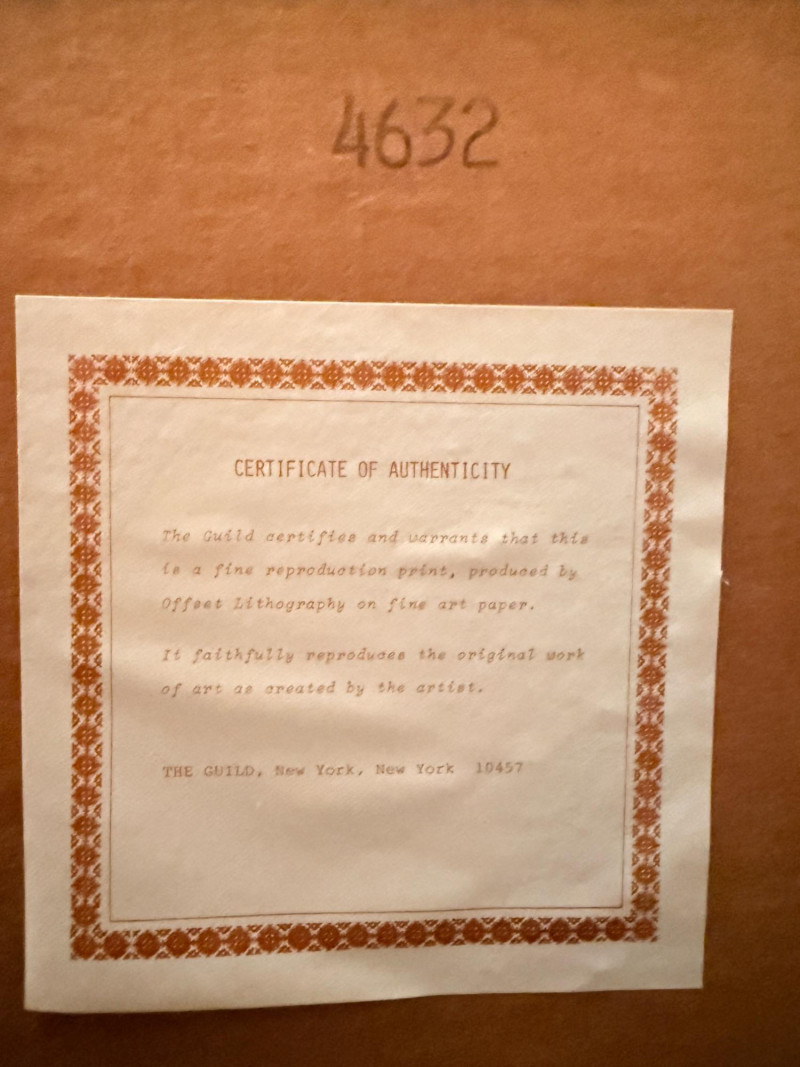 4632
CERTIFICATE OF AUTHENTICITY
The Guild certifies and warrants that this
is a fine reproduction print, produced by
Offset Lithography on fine art paper.
It faithfully reproduces the original work
of art as created by the artist.
THE GUILD, New York, New York 10457